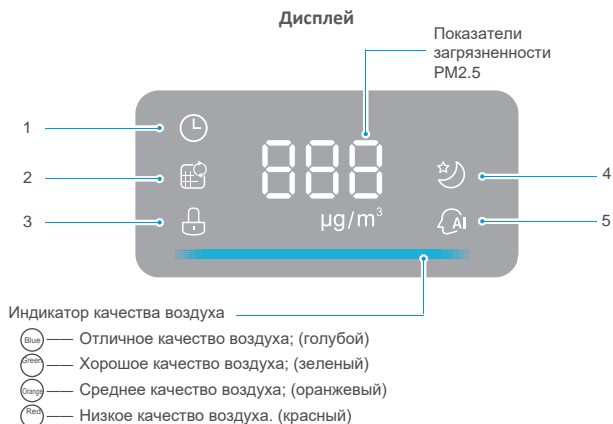 Дисплей
Показатели
загрязненности
PM2.5
1
2
3
888
µg/m³
AI
4
5
Индикатор качества воздуха
Blue —— Отличное качество воздуха; (голубой)
Green —— Хорошое качество воздуха; (зеленый)
Orange —— Среднее качество воздуха; (оранжевый)
Red —— Низкое качество воздуха. (красный)